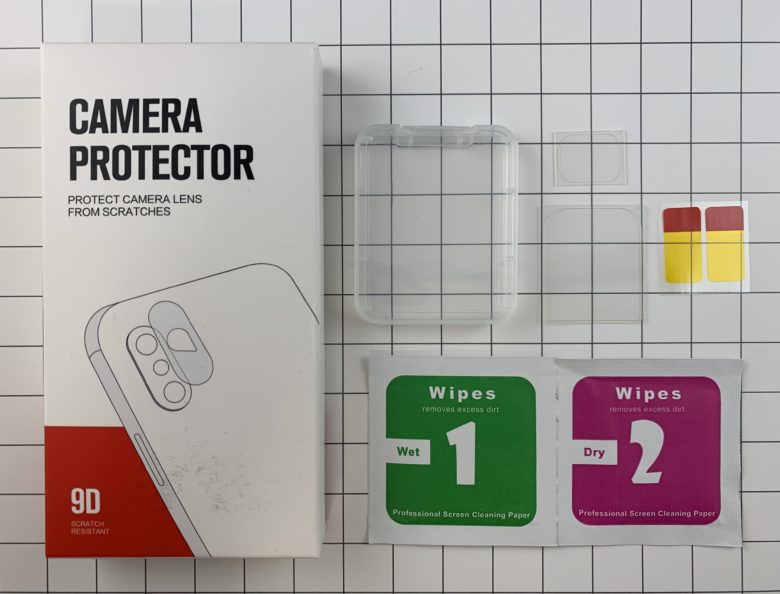 CAMERA
PROTECTOR
PROTECT CAMERA LENS
FROM SCRATCHES
9D
SCRATCH
RESISTANT
Wipes
removes excess dirt
Wet
1
Professional Screen Cleaning Paper
Wipes
removes excess dirt
Dry
2
Professional Screen Cleaning Paper